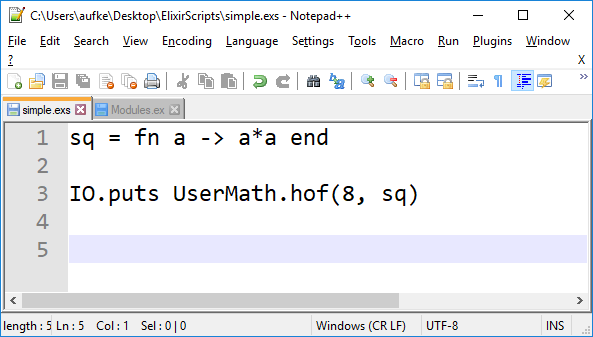 C:\Users\aufke\Desktop\ElixirScripts\simple.exs - Notepad++
File Edit Search View Encoding Language Settings Tools Macro Run Plugins Window
? X
simple.exs Modules.ex
1 sq = fn a -> a*a end
2
3 IO.puts UserMath.hof(8, sq)
4
5
length : 5 Ln : 5 Col : 1 Sel : 0 | 0 Windows (CR LF) UTF-8 INS